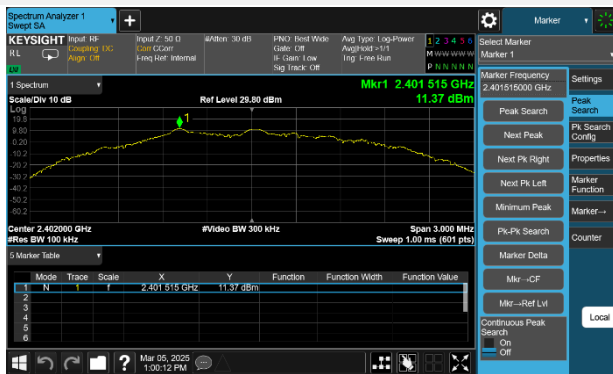 Spectrum Analyzer 1
Swept SA
Marker
KEYSIGHT
RL
Input: RF
Coupling: DC
Align: Off
Input Z: 50 Ω
Corr CCorr
Freq Ref: Internal
#Atten: 30 dB
PNO: Best Wide
Gate: Off
IF Gain: Low
Sig Track: Off
Avg Type: Log-Power
Avg|Hold:>1/1
Trig: Free Run
1 2 3 4 5 6
M W W W W W
P N N N N N
Select Marker
Marker 1
1 Spectrum
Mkr1 2.401 515 GHz
Scale/Div 10 dB
Ref Level 29.80 dBm
11.37 dBm
Log
19.8
9.80
0.20
-10.2
-20.2
-30.2
-40.2
-50.2
-60.2
1
Center 2.402000 GHz
#Video BW 300 kHz
Span 3.000 MHz
#Res BW 100 kHz
Sweep 1.00 ms (601 pts)
5 Marker Table
Mode Trace Scale X Y Function Function Width Function Value
1 N 1 f 2.401 515 GHz 11.37 dBm
2
3
4
5
6
Marker Frequency
2.401515000 GHz
Peak Search
Next Peak
Next Pk Right
Next Pk Left
Minimum Peak
Pk-Pk Search
Marker Delta
Mkr→CF
Mkr→Ref Lvl
Continuous Peak
Search
On
Off
Settings
Peak
Search
Pk Search
Config
Properties
Marker
Function
Marker→
Counter
Local
?
Mar 05, 2025
1:00:12 PM